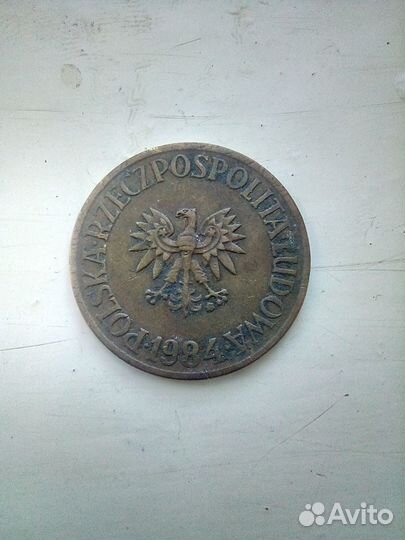 POLSKA·RZECZPOSPOLITA LUDOWA
·1984·
Avito